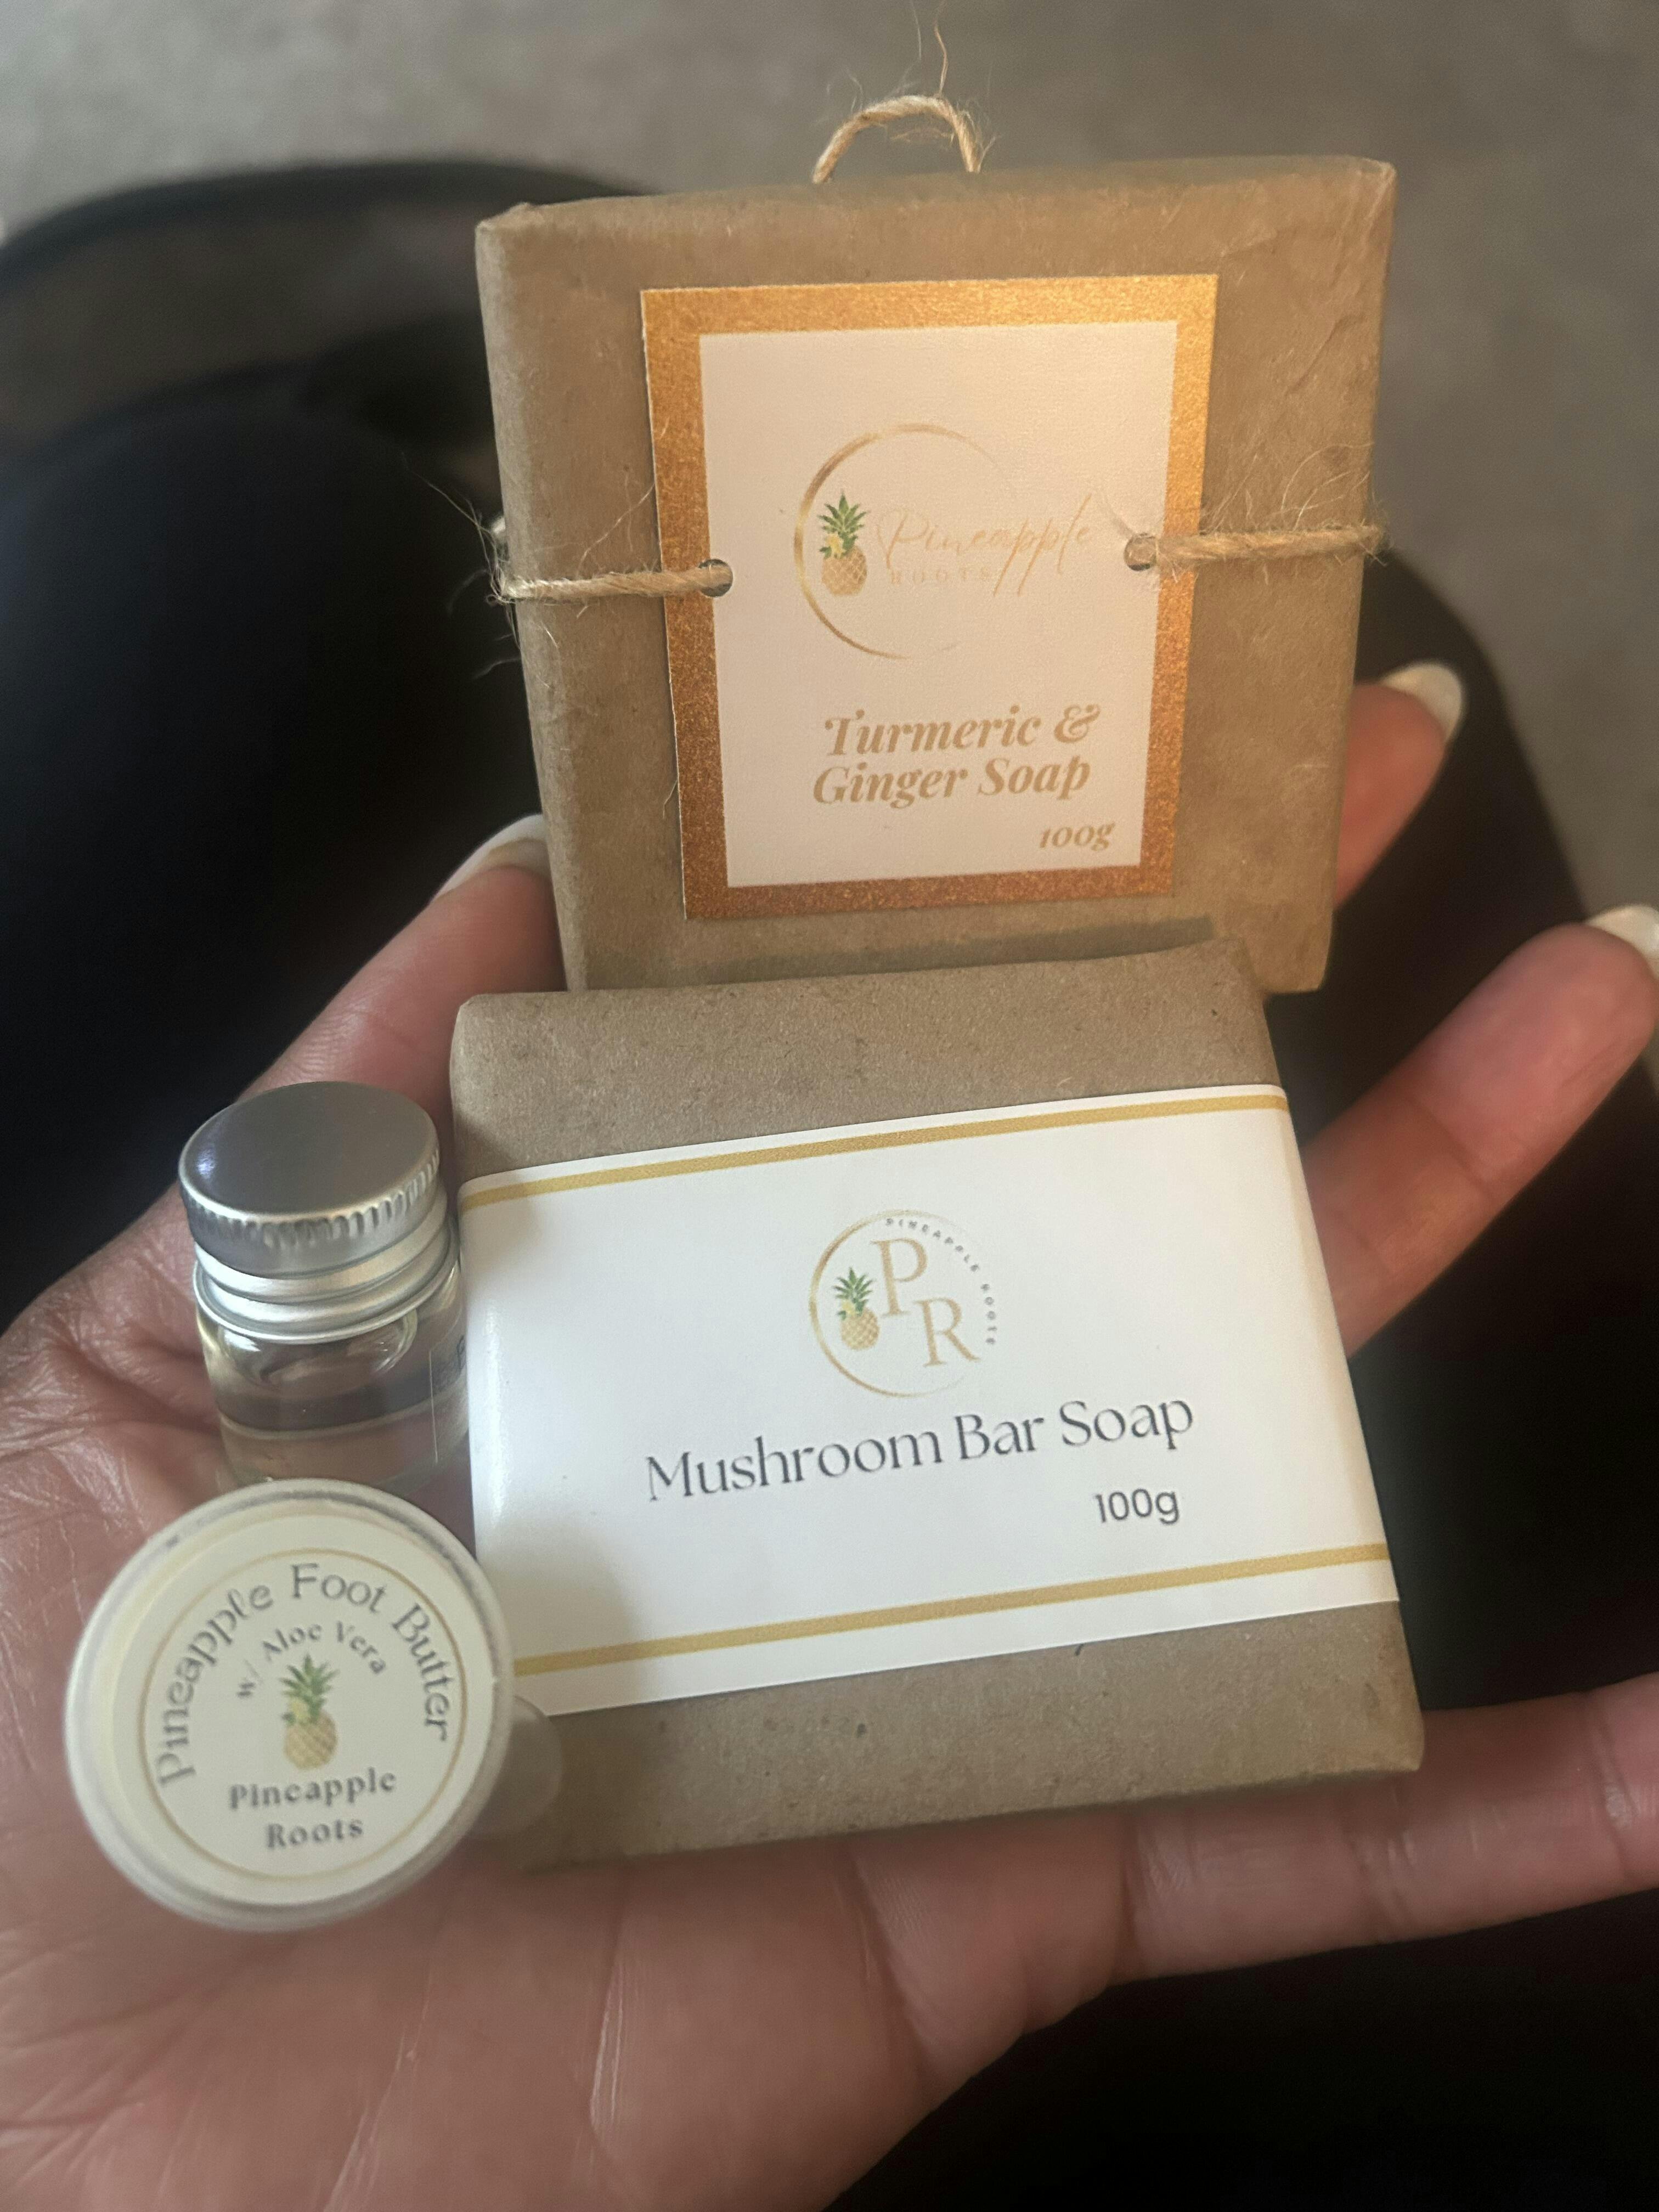 Pineapple
ROOTS
Turmeric &
Ginger Soap
100g
PINEAPPLE ROOTS
P
R
Mushroom Bar Soap
100g
Pineapple Foot Butter
w/ Aloe Vera
Pineapple
Roots